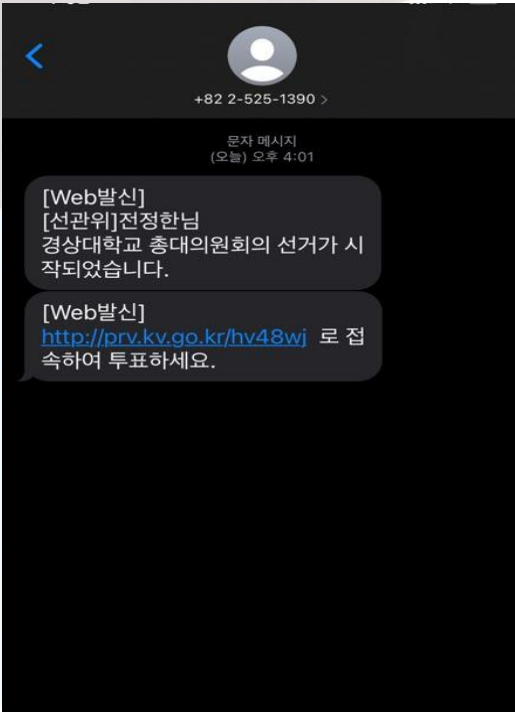 +82 2-525-1390 >
문자 메시지
(오늘) 오후 4:01
[Web발신]
[선관위]전정한님
경상대학교 총대의원회의 선거가 시
작되었습니다.
[Web발신]
http://prv.kv.go.kr/hv48wj 로 접
속하여 투표하세요.